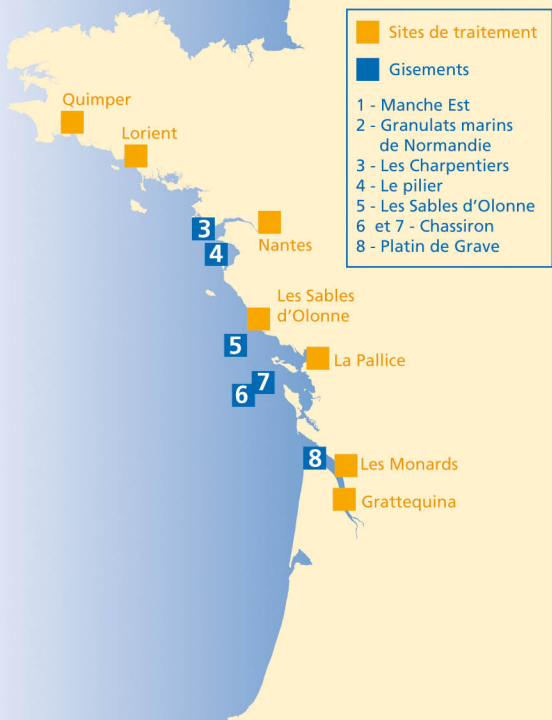 Sites de traitement
Gisements
1 - Manche Est
2 - Granulats marins
de Normandie
3 - Les Charpentiers
4 - Le pilier
5 - Les Sables d’Olonne
6 et 7 - Chassiron
8 - Platin de Grave
Quimper
Lorient
3
4
Nantes
Les Sables
d’Olonne
5
La Pallice
7
6
8
Les Monards
Grattequina